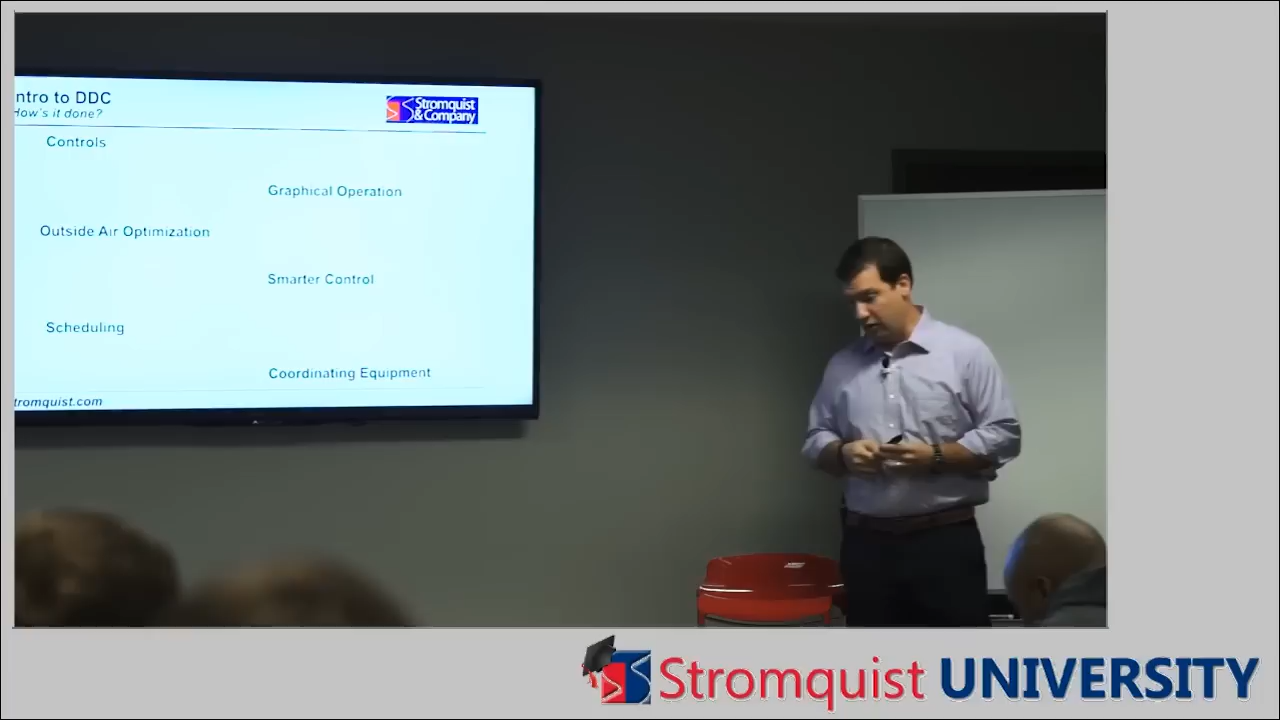 ntro to DDC
How's it done?
Stromquist
& Company
Controls
Graphical Operation
Outside Air Optimization
Smarter Control
Scheduling
Coordinating Equipment
tromquist.com
Stromquist UNIVERSITY